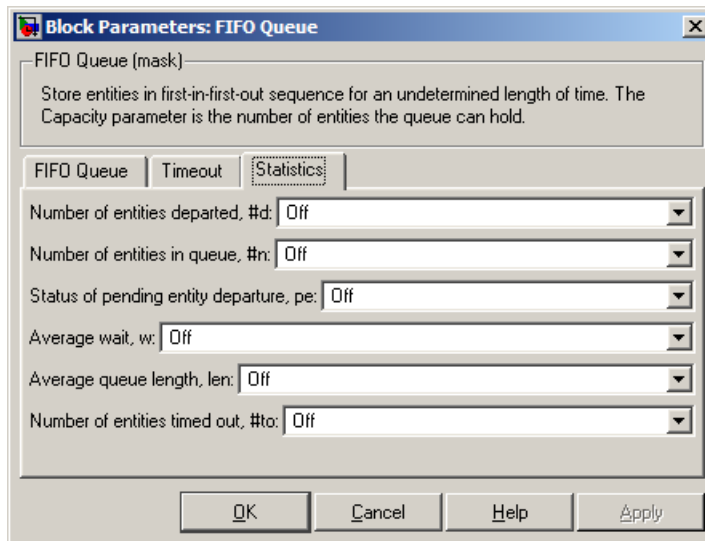 Block Parameters: FIFO Queue
FIFO Queue (mask)
Store entities in first-in-first-out sequence for an undetermined length of time. The
Capacity parameter is the number of entities the queue can hold.
FIFO Queue Timeout Statistics
Number of entities departed, #d: Off
Number of entities in queue, #n: Off
Status of pending entity departure, pe: Off
Average wait, w: Off
Average queue length, len: Off
Number of entities timed out, #to: Off
OK Cancel Help Apply